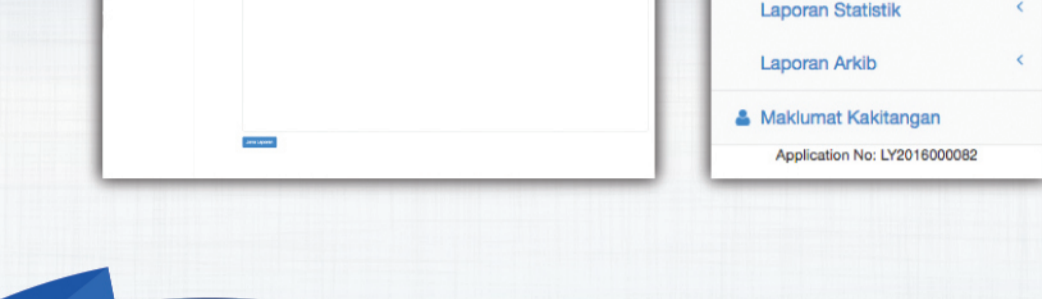 Laporan Statistik
Laporan Arkib
Maklumat Kakitangan
Application No: LY2016000082